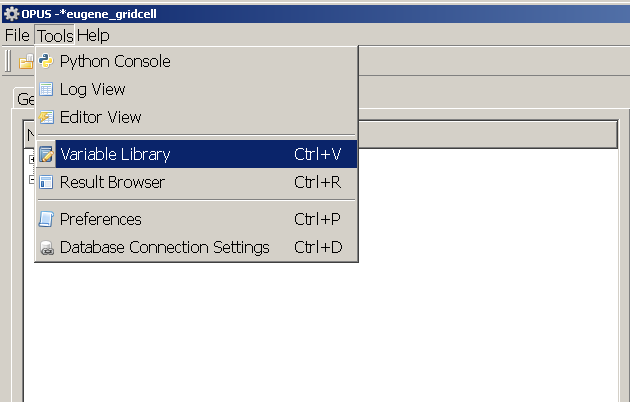 OPUS -*eugene_gridcell
File Tools Help
Python Console
Log View
Editor View
Variable Library Ctrl+V
Result Browser Ctrl+R
Preferences Ctrl+P
Database Connection Settings Ctrl+D